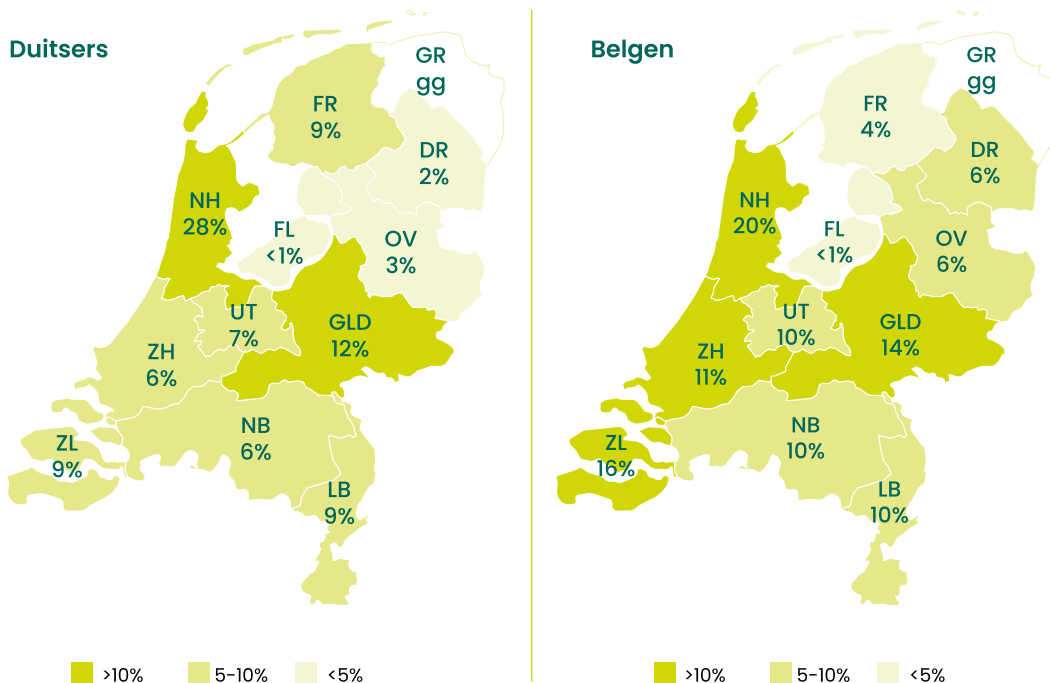 Duitsers
GR
gg
FR
9%
DR
2%
NH
28%
FL
<1%
OV
3%
UT
7%
GLD
12%
ZH
6%
NB
6%
ZL
9%
LB
9%
>10%
5-10%
<5%
Belgen
GR
gg
FR
4%
DR
6%
NH
20%
FL
<1%
OV
6%
UT
10%
GLD
14%
ZH
11%
NB
10%
ZL
16%
LB
10%
>10%
5-10%
<5%